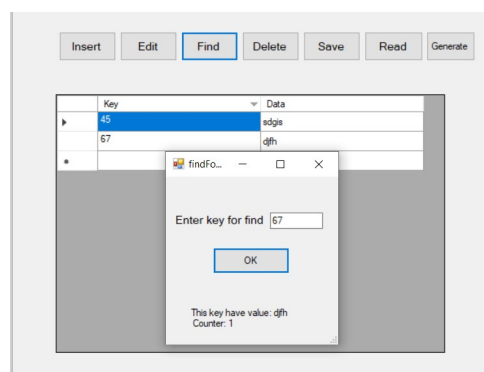 Insert Edit Find Delete Save Read Generate
Key Data
45 sdgis
67 djfh
findFo...
Enter key for find 67
OK
This key have value: djfh
Counter: 1